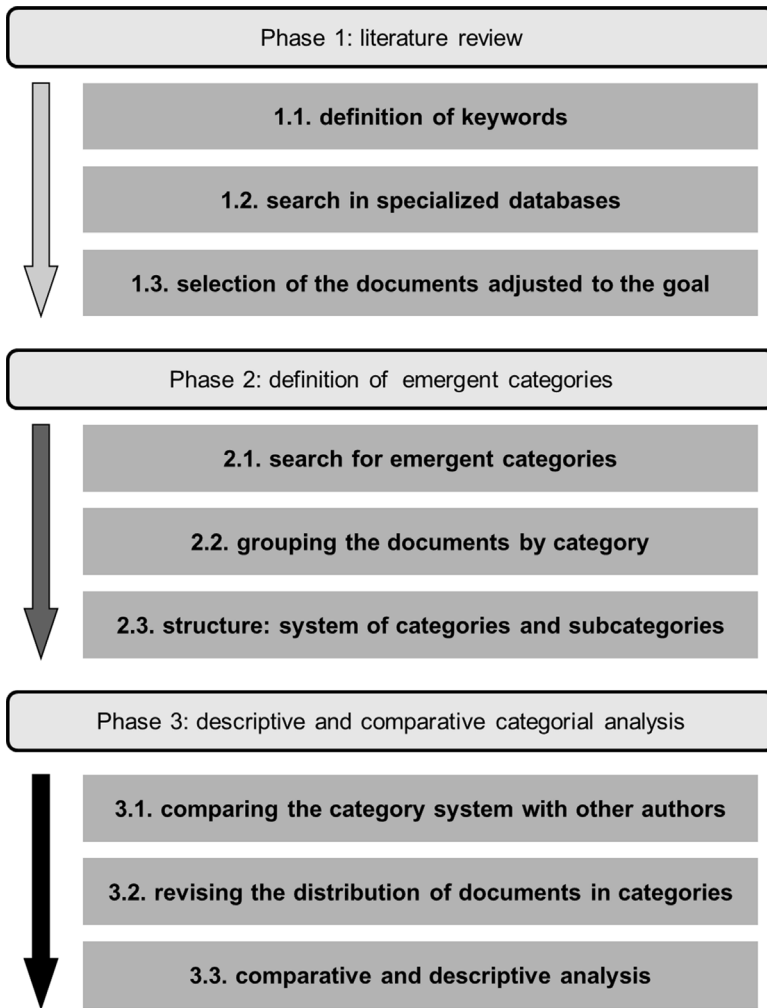 Phase 1: literature review
1.1. definition of keywords
1.2. search in specialized databases
1.3. selection of the documents adjusted to the goal
Phase 2: definition of emergent categories
2.1. search for emergent categories
2.2. grouping the documents by category
2.3. structure: system of categories and subcategories
Phase 3: descriptive and comparative categorial analysis
3.1. comparing the category system with other authors
3.2. revising the distribution of documents in categories
3.3. comparative and descriptive analysis